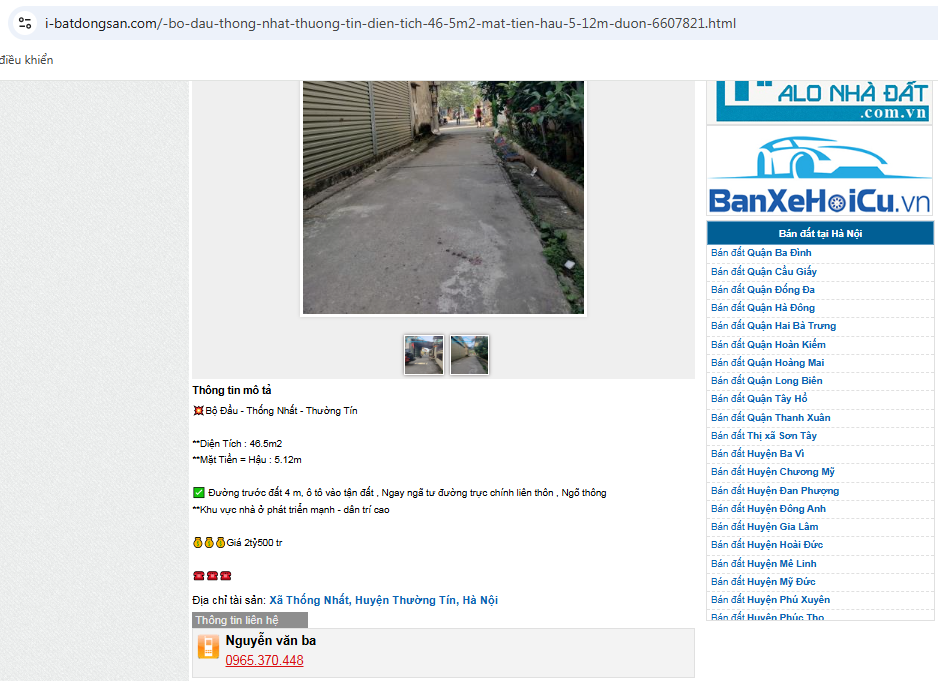 i-batdongsan.com/-bo-dau-thong-nhat-thuong-tin-dien-tich-46-5m2-mat-tien-hau-5-12m-duon-6607821.html
điều khiển
ALO NHÀ ĐẤT
.com.vn
BanXeHơiCu.vn
Thông tin mô tả
💥Bộ Đầu - Thống Nhất - Thường Tín
**Diện Tích : 46.5m2
**Mặt Tiền = Hậu : 5.12m
✅ Đường trước đất 4 m, ô tô vào tận đất , Ngay ngã tư đường trực chính liên thôn , Ngõ thông
**Khu vực nhà ở phát triển mạnh - dân trí cao
💰💰💰Giá 2tỷ500 tr
☎️☎️☎️
Địa chỉ tài sản: Xã Thống Nhất, Huyện Thường Tín, Hà Nội
Thông tin liên hệ
Nguyễn văn ba
0965.370.448
Bán đất tại Hà Nội
Bán đất Quận Ba Đình
Bán đất Quận Cầu Giấy
Bán đất Quận Đống Đa
Bán đất Quận Hà Đông
Bán đất Quận Hai Bà Trưng
Bán đất Quận Hoàn Kiếm
Bán đất Quận Hoàng Mai
Bán đất Quận Long Biên
Bán đất Quận Tây Hồ
Bán đất Quận Thanh Xuân
Bán đất Thị xã Sơn Tây
Bán đất Huyện Ba Vì
Bán đất Huyện Chương Mỹ
Bán đất Huyện Đan Phượng
Bán đất Huyện Đông Anh
Bán đất Huyện Gia Lâm
Bán đất Huyện Hoài Đức
Bán đất Huyện Mê Linh
Bán đất Huyện Mỹ Đức
Bán đất Huyện Phú Xuyên
Bán đất Huyện Phúc Thọ